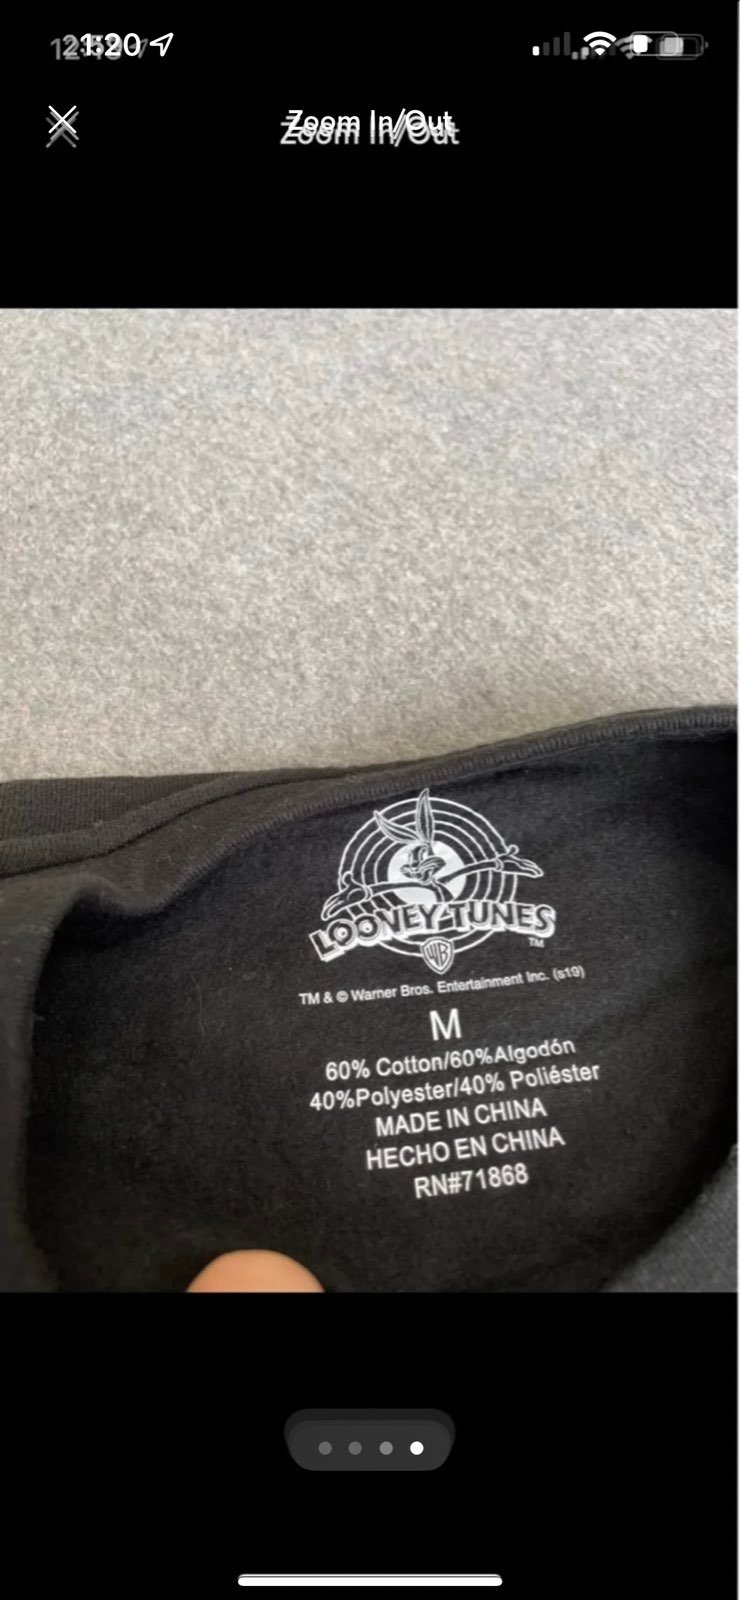 21:20
Zoom In/Out
LOONEY TUNES
TM
WB
TM & © Warner Bros. Entertainment Inc. (s19)
M
60% Cotton/60%Algodón
40%Polyester/40% Poliéster
MADE IN CHINA
HECHO EN CHINA
RN#71868